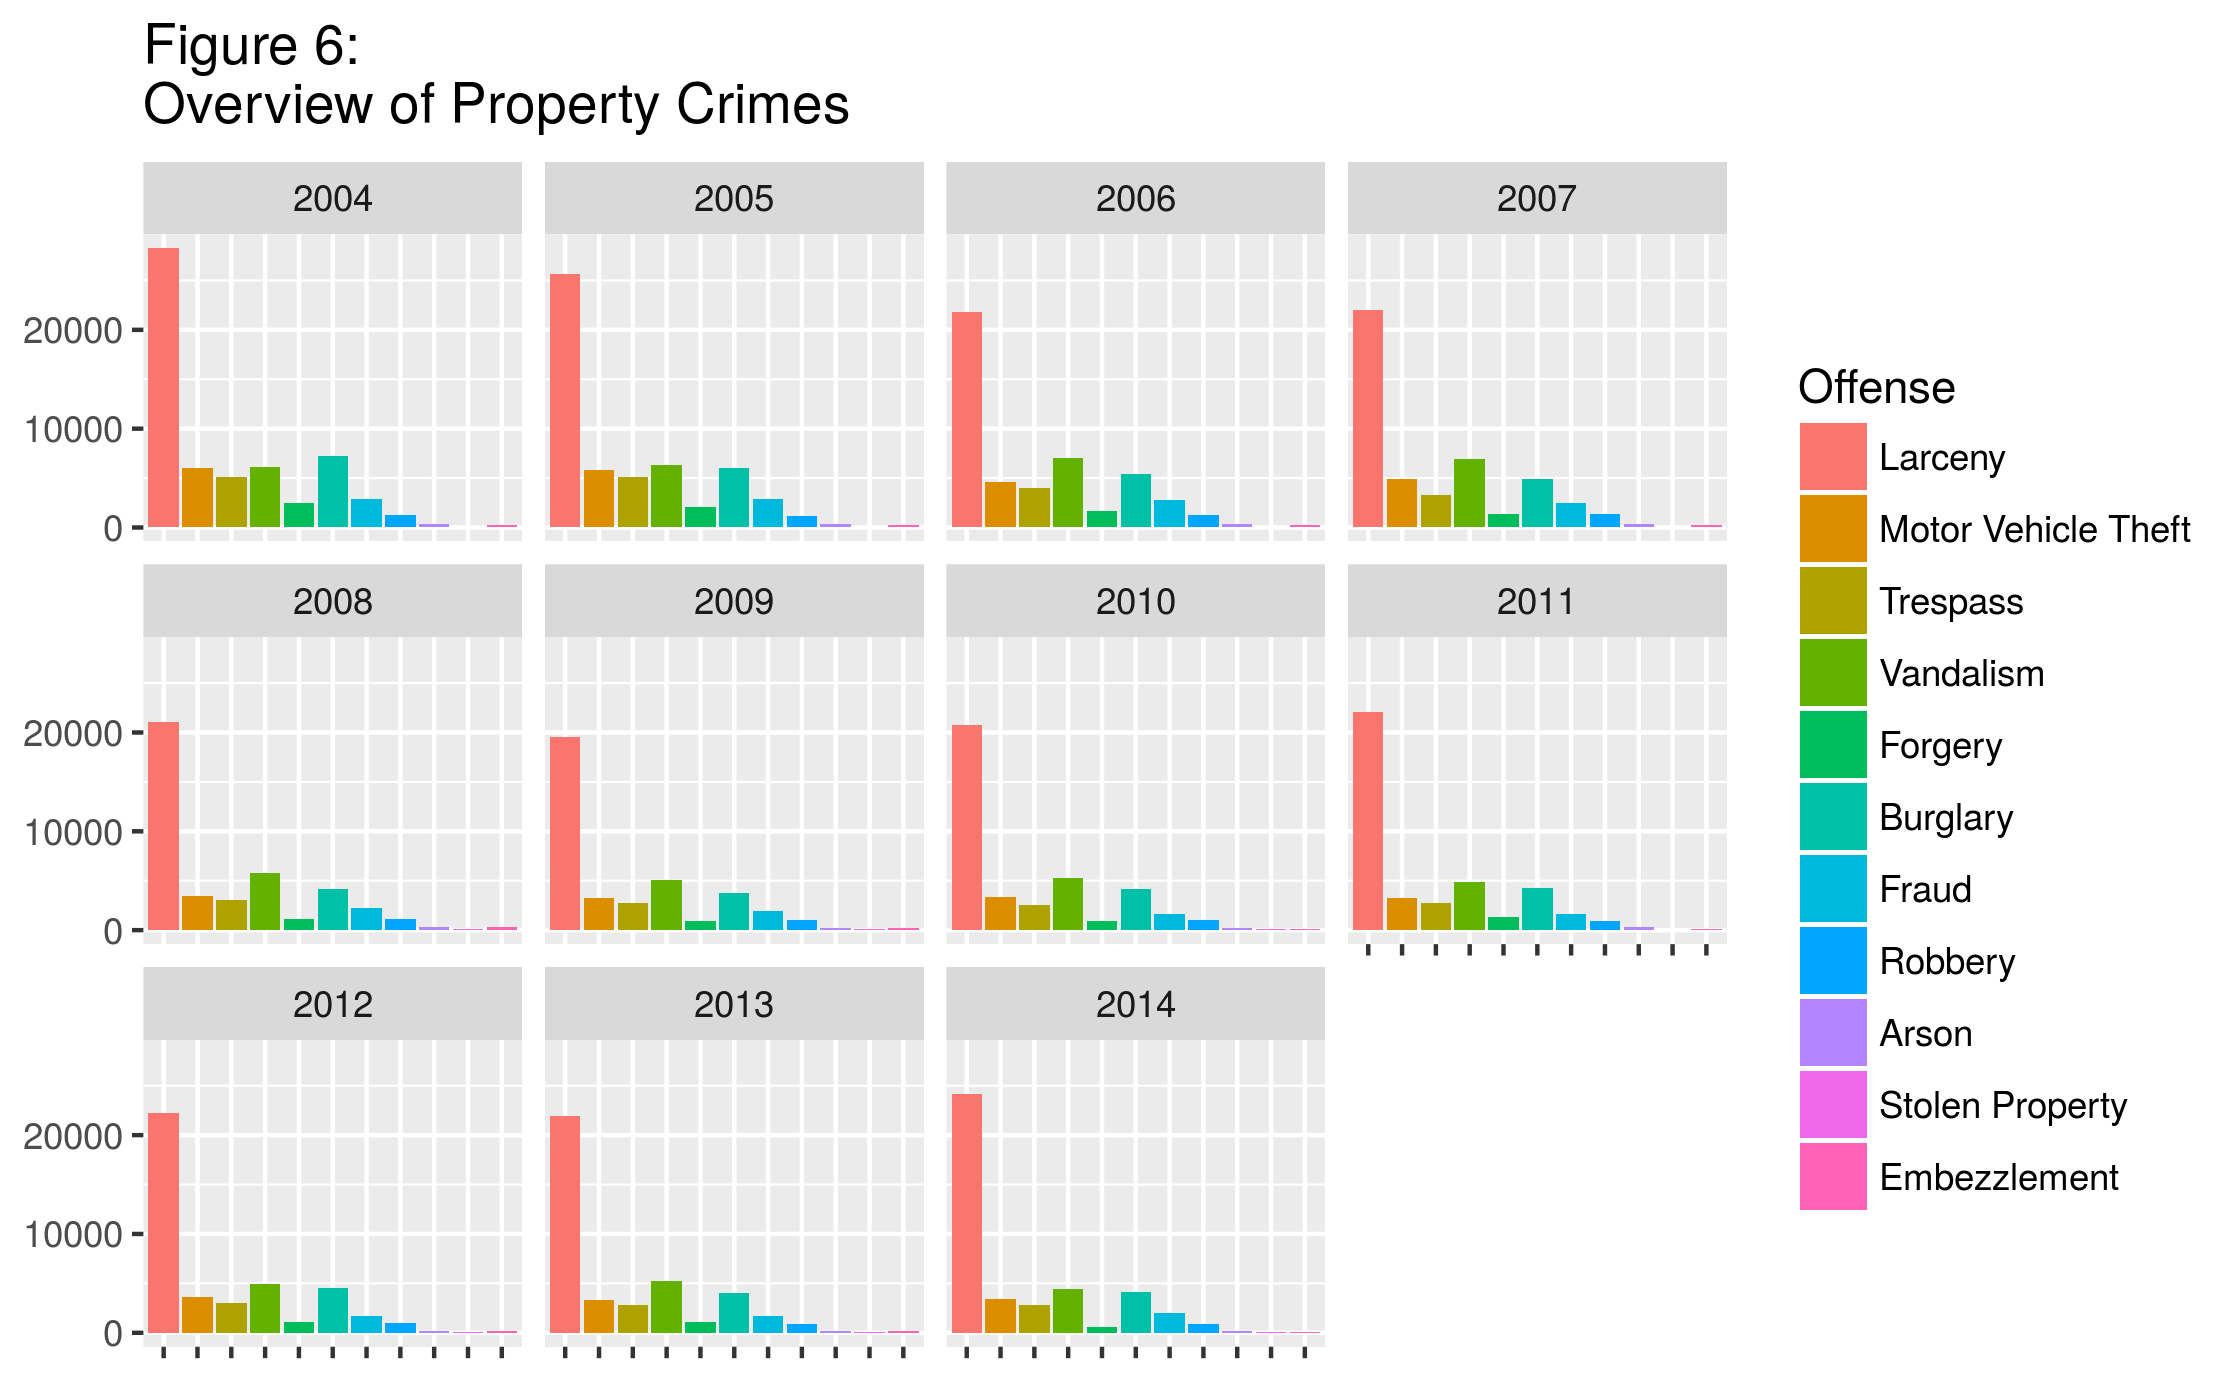 Figure 6:
Overview of Property Crimes
2004
2005
2006
2007
20000
10000
0
2008
2009
2010
2011
20000
10000
0
2012
2013
2014
20000
10000
0
Offense
Larceny
Motor Vehicle Theft
Trespass
Vandalism
Forgery
Burglary
Fraud
Robbery
Arson
Stolen Property
Embezzlement